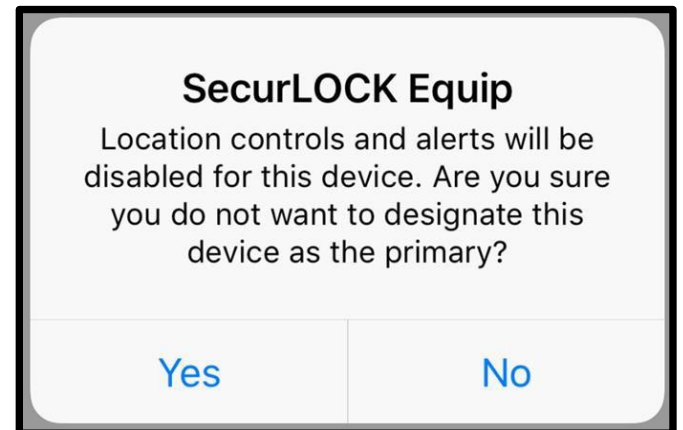 SecurLOCK Equip
Location controls and alerts will be
disabled for this device. Are you sure
you do not want to designate this
device as the primary?
Yes No